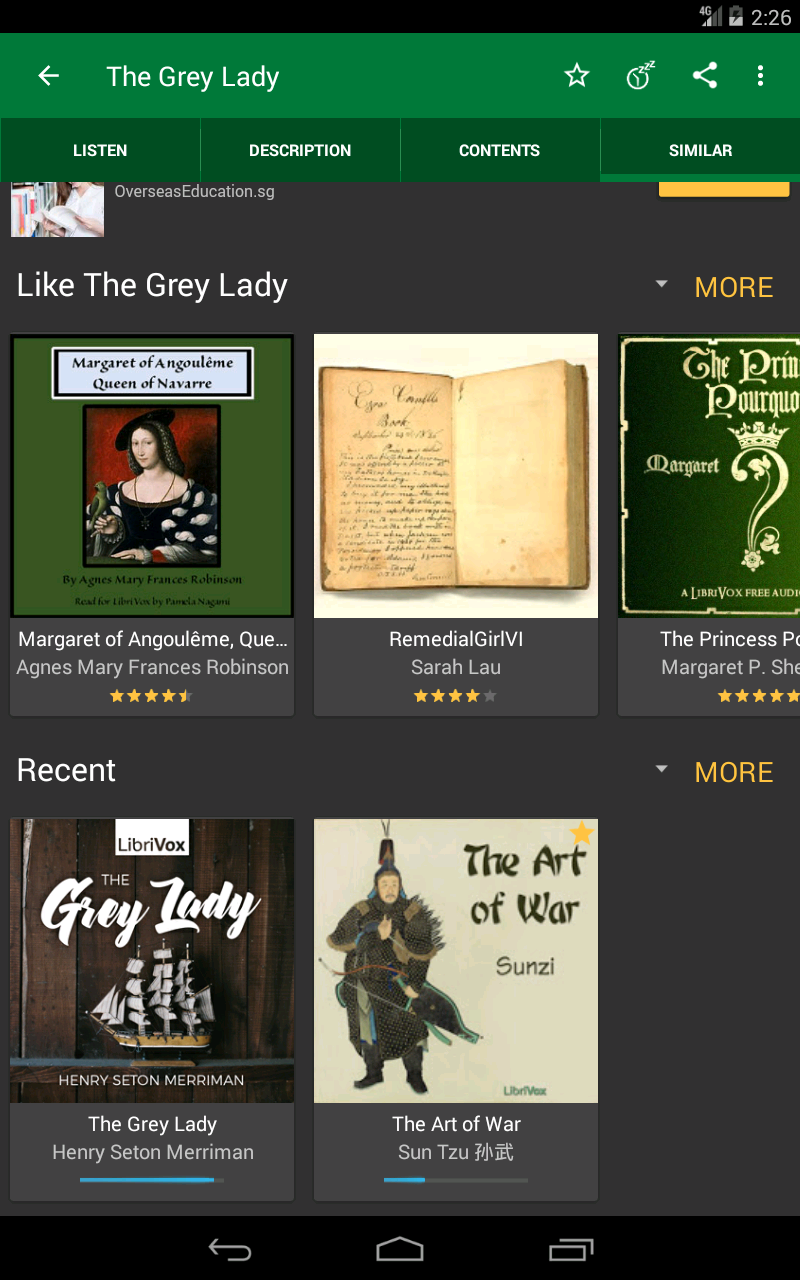 4G 2:26
The Grey Lady
zzz
LISTEN DESCRIPTION CONTENTS SIMILAR
OverseasEducation.sg
Like The Grey Lady MORE
Margaret of Angoulême
Queen of Navarre
By Agnes Mary Frances Robinson
Read for LibriVox by Pamela Nagami
Margaret of Angoulême, Que...
Agnes Mary Frances Robinson
Ezra Cornell's
Book
RemedialGirlVI
Sarah Lau
The Prin
Pourquo
Margaret
A LIBRIVOX FREE AUDI
The Princess Po
Margaret P. She
Recent MORE
LibriVox
THE
Grey Lady
HENRY SETON MERRIMAN
The Grey Lady
Henry Seton Merriman
The Art
of War
Sunzi
LibriVox
The Art of War
Sun Tzu 孙武